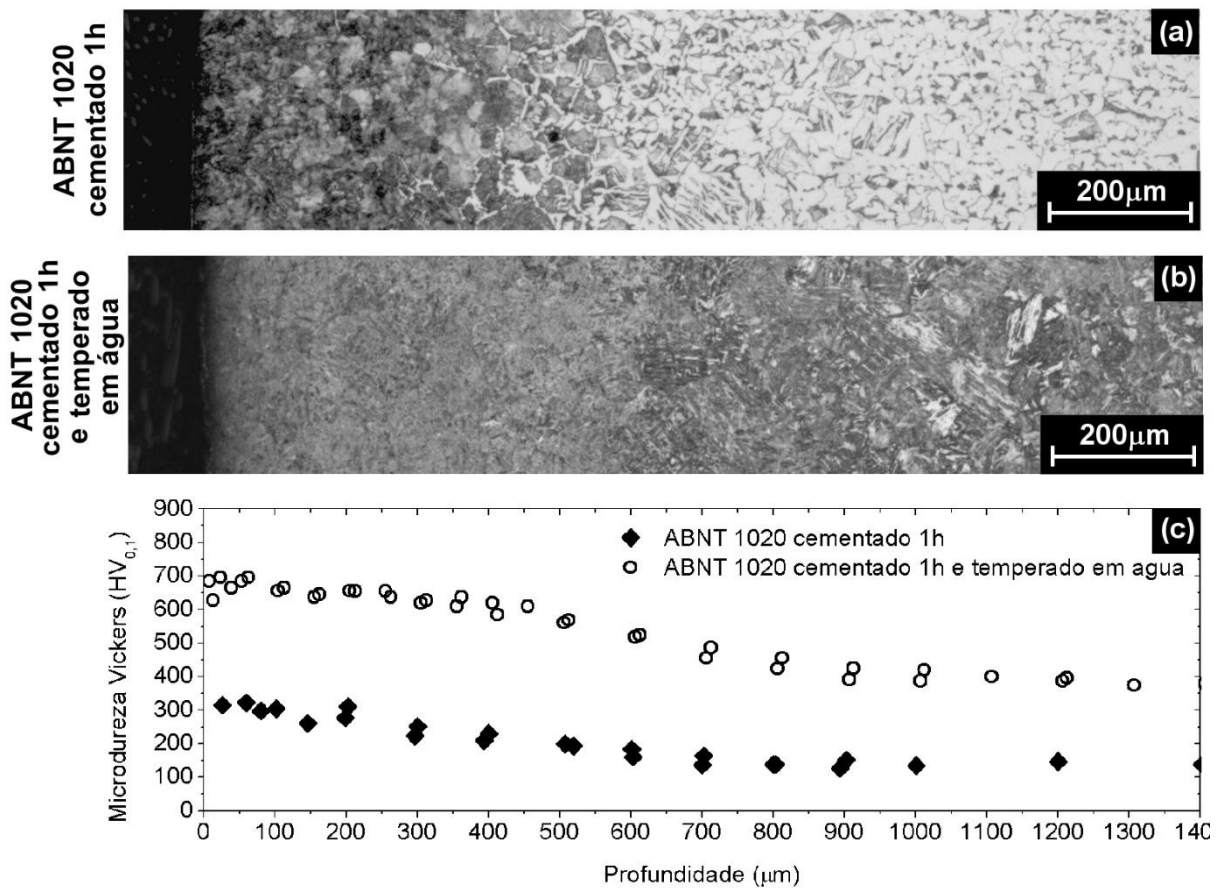 ABNT 1020
cementado 1h
(a)
200µm
ABNT 1020
cementado 1h
e temperado
em água
(b)
200µm
(c)
ABNT 1020 cementado 1h
ABNT 1020 cementado 1h e temperado em agua
Microdureza Vickers (HV0,1)
900
800
700
600
500
400
300
200
100
0
0 100 200 300 400 500 600 700 800 900 1000 1100 1200 1300 140
Profundidade (µm)